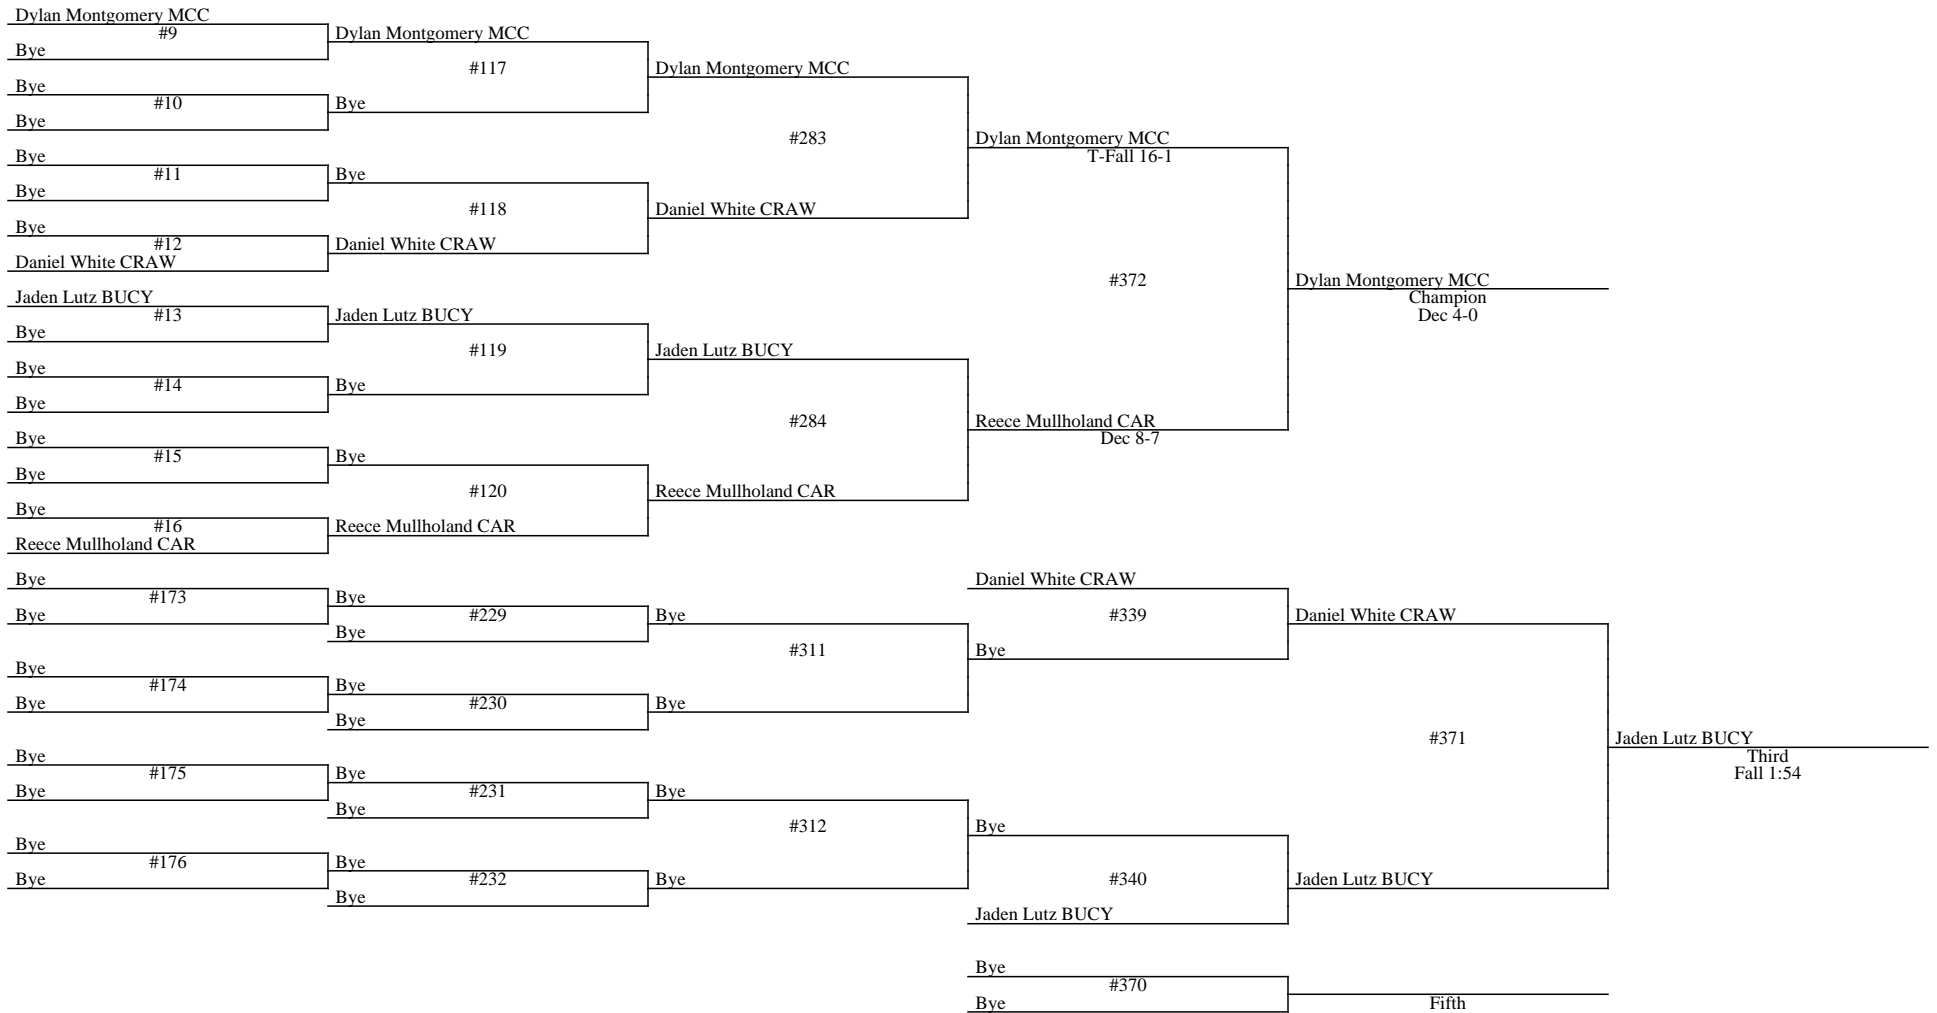 Dylan Montgomery MCC
#9
Bye
Bye
#10
Bye
Bye
#11
Bye
Bye
#12
Daniel White CRAW
Jaden Lutz BUCY
#13
Bye
Bye
#14
Bye
Bye
#15
Bye
Bye
#16
Reece Mullholand CAR
Dylan Montgomery MCC
#117
Bye
Bye
#118
Daniel White CRAW
Jaden Lutz BUCY
#119
Bye
Bye
#120
Reece Mullholand CAR
Dylan Montgomery MCC
#283
Daniel White CRAW
Jaden Lutz BUCY
#284
Reece Mullholand CAR
Dylan Montgomery MCC
T-Fall 16-1
#372
Reece Mullholand CAR
Dec 8-7
Dylan Montgomery MCC
Champion
Dec 4-0
Bye
#173
Bye
Bye
#174
Bye
Bye
#175
Bye
Bye
#176
Bye
Bye
#229
Bye
Bye
#230
Bye
Bye
#231
Bye
Bye
#232
Bye
Bye
#311
Bye
Bye
#312
Bye
Daniel White CRAW
#339
Bye
Bye
#340
Jaden Lutz BUCY
Daniel White CRAW
#371
Jaden Lutz BUCY
Jaden Lutz BUCY
Third
Fall 1:54
Bye
#370
Bye
Fifth